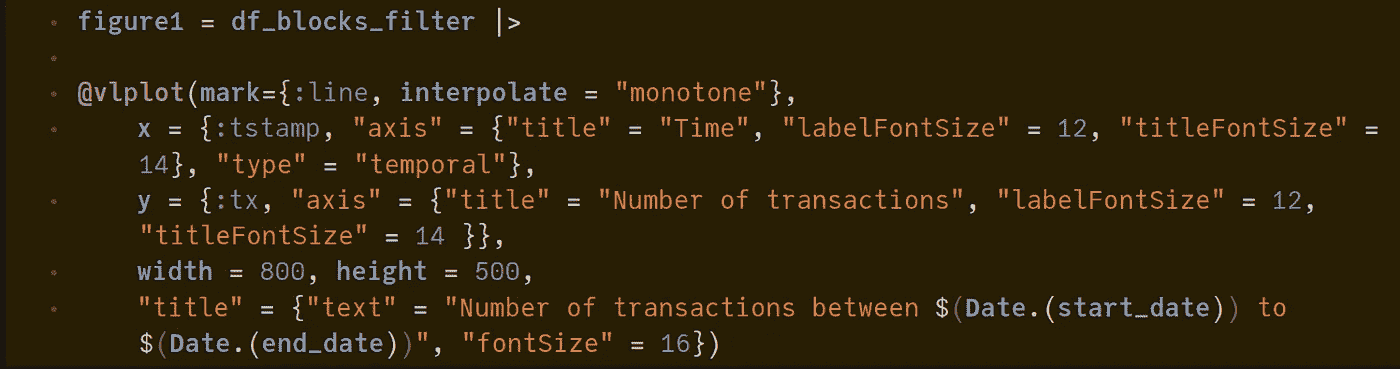 figure1 = df_blocks_filter |>
@vlplot(mark={:line, interpolate = "monotone"},
x = {:tstamp, "axis" = {"title" = "Time", "labelFontSize" = 12, "titleFontSize" =
14}, "type" = "temporal"},
y = {:tx, "axis" = {"title" = "Number of transactions", "labelFontSize" = 12,
"titleFontSize" = 14 }},
width = 800, height = 500,
"title" = {"text" = "Number of transactions between $(Date.(start_date)) to
$(Date.(end_date))", "fontSize" = 16})